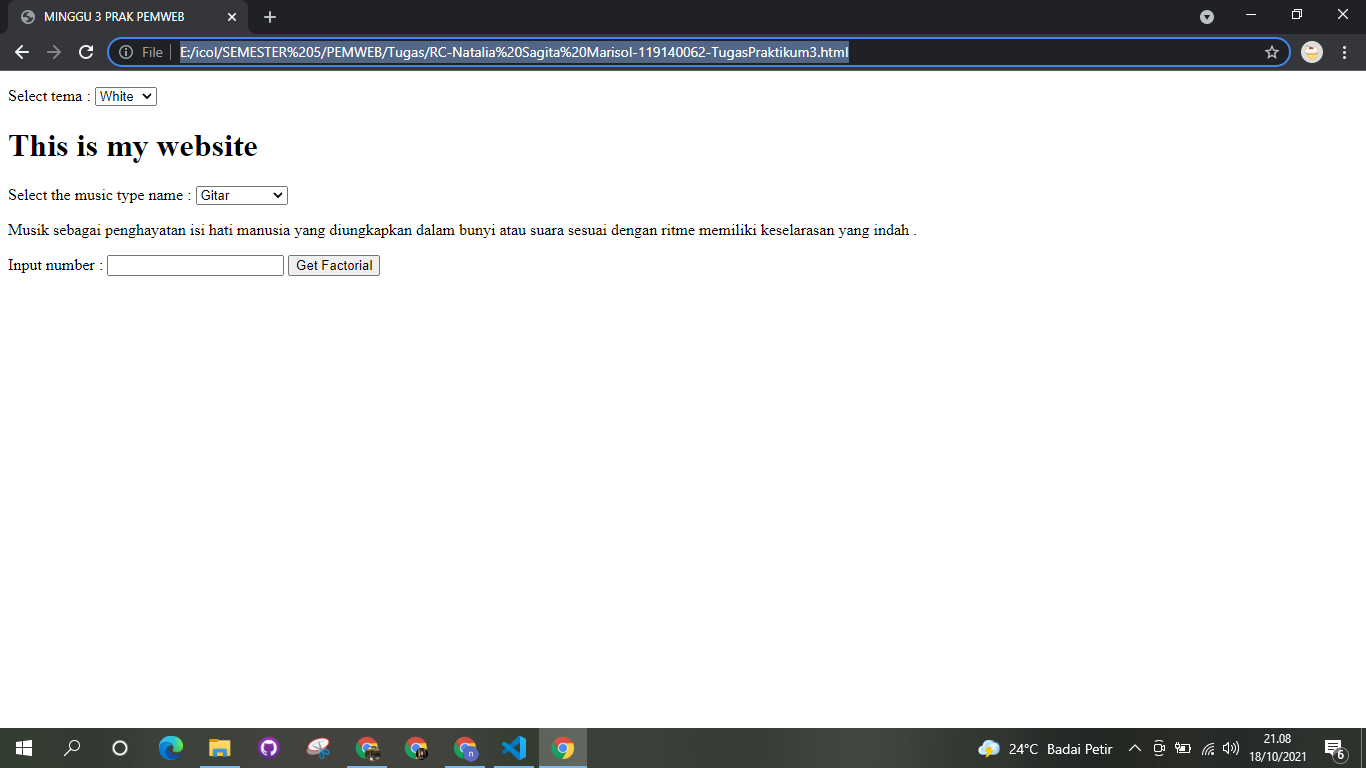 MINGGU 3 PRAK PEMWEB
File E:/icol/SEMESTER%205/PEMWEB/Tugas/RC-Natalia%20Sagita%20Marisol-119140062-TugasPraktikum3.html
Select tema : White
This is my website
Select the music type name : Gitar
Musik sebagai penghayatan isi hati manusia yang diungkapkan dalam bunyi atau suara sesuai dengan ritme memiliki keselarasan yang indah .
Input number : Get Factorial
24°C Badai Petir
21.08
18/10/2021
6